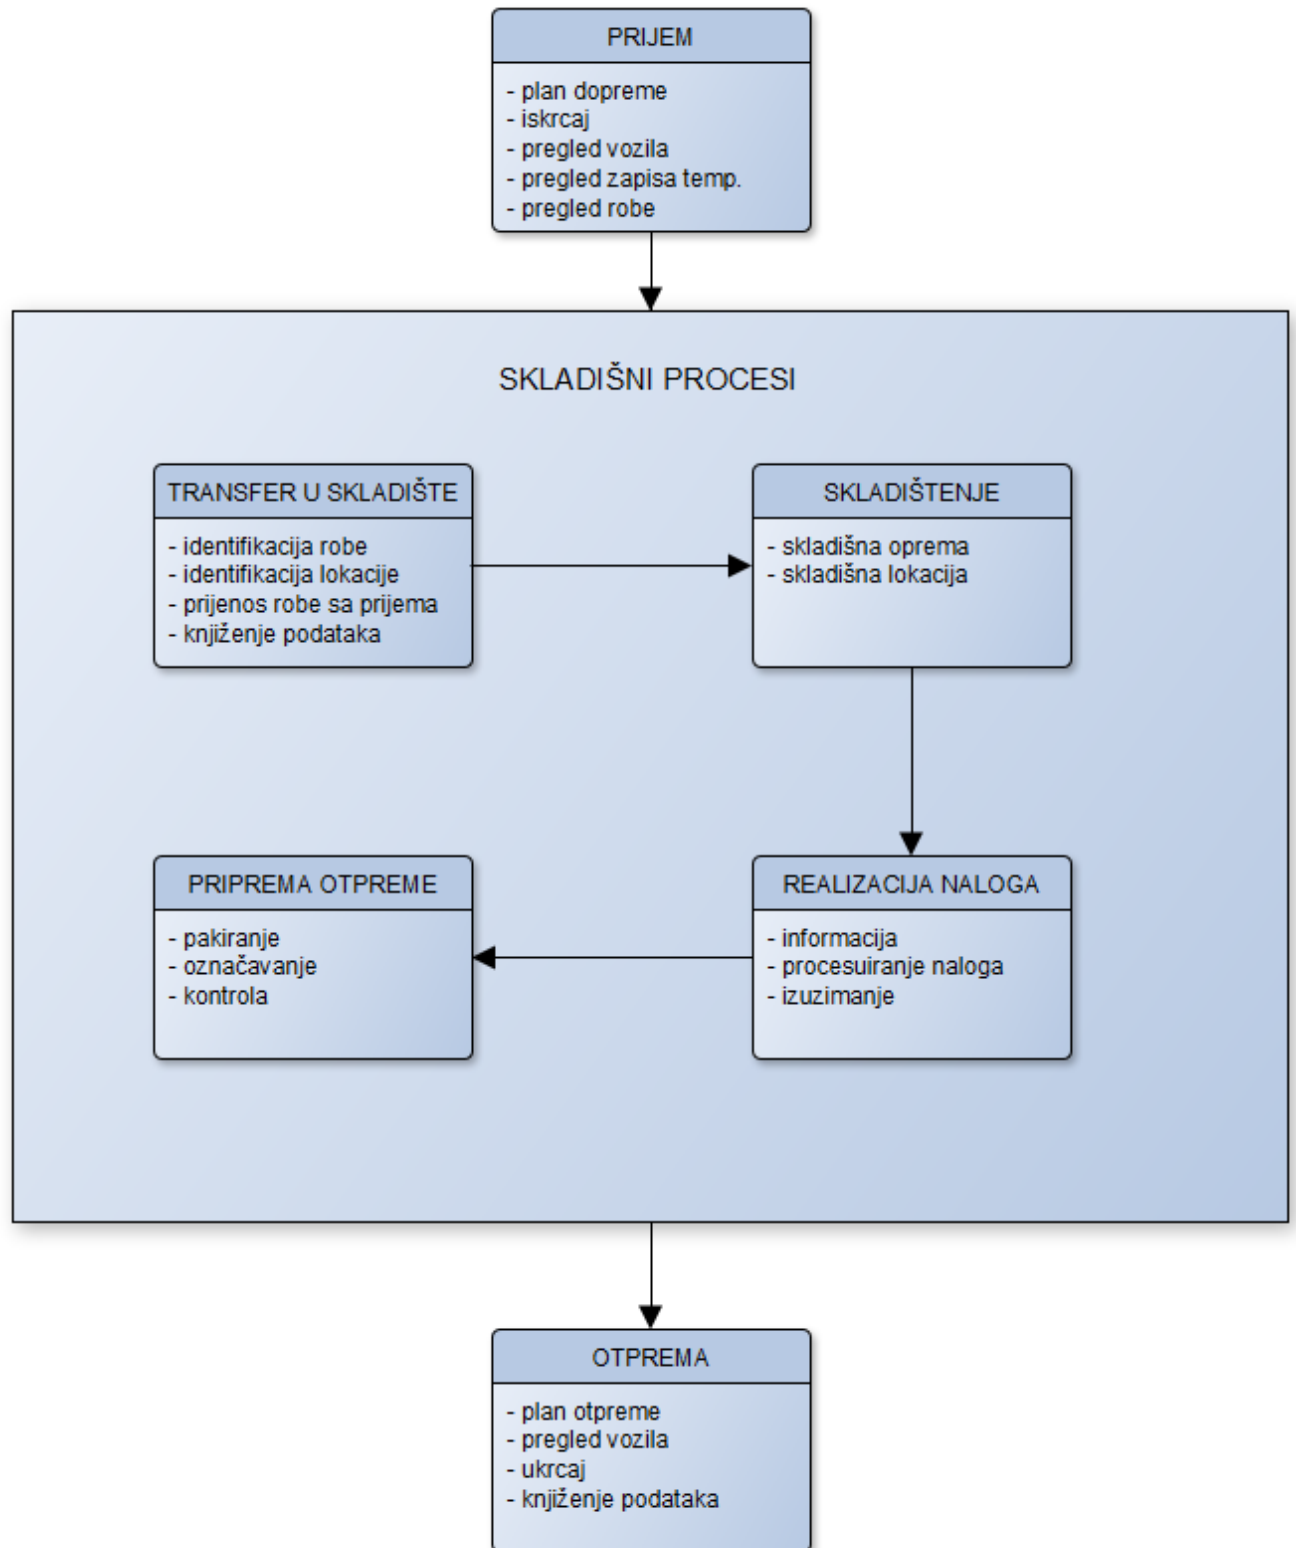 PRIJEM
- plan dopreme
- iskrcaj
- pregled vozila
- pregled zapisa temp.
- pregled robe
SKLADIŠNI PROCESI
TRANSFER U SKLADIŠTE
- identifikacija robe
- identifikacija lokacije
- prijenos robe sa prijema
- knjiženje podataka
SKLADIŠTENJE
- skladišna oprema
- skladišna lokacija
REALIZACIJA NALOGA
- informacija
- procesuiranje naloga
- izuzimanje
PRIPREMA OTPREME
- pakiranje
- označavanje
- kontrola
OTPREMA
- plan otpreme
- pregled vozila
- ukrcaj
- knjiženje podataka